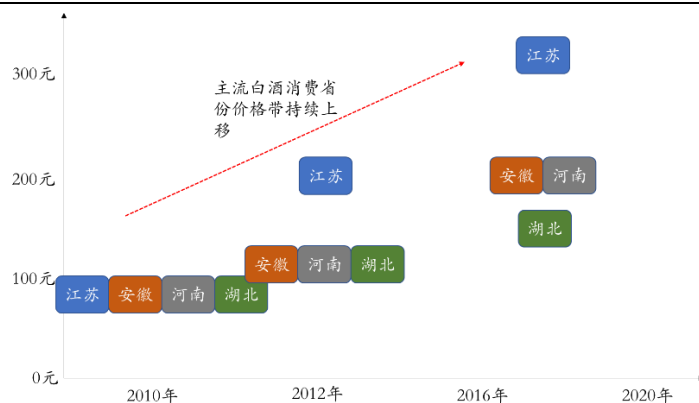 300元
江苏
主流白酒消费省
份价格带持续上
移
200元
江苏
安徽
河南
湖北
100元
安徽
河南
湖北
江苏
安徽
河南
湖北
0元
2010年
2012年
2016年
2020年